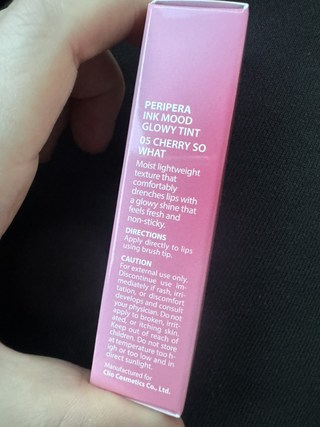 PERIPERA
INK MOOD
GLOWY TINT
05 CHERRY SO
WHAT
Moist lightweight
texture that
comfortably
drenches lips with
a glowy shine that
feels fresh and
non-sticky.
DIRECTIONS
Apply directly to lips
using brush tip.
CAUTION
For external use only.
Discontinue use im-
mediately if rash, irri-
tation, or discomfort
develops and consult
your physician. Do not
apply to broken, irrit-
ated, or itching skin.
Keep out of reach of
children. Do not store
at temperature too h-
igh or too low and in
direct sunlight.
Manufactured for
Clio Cosmetics Co., Ltd.